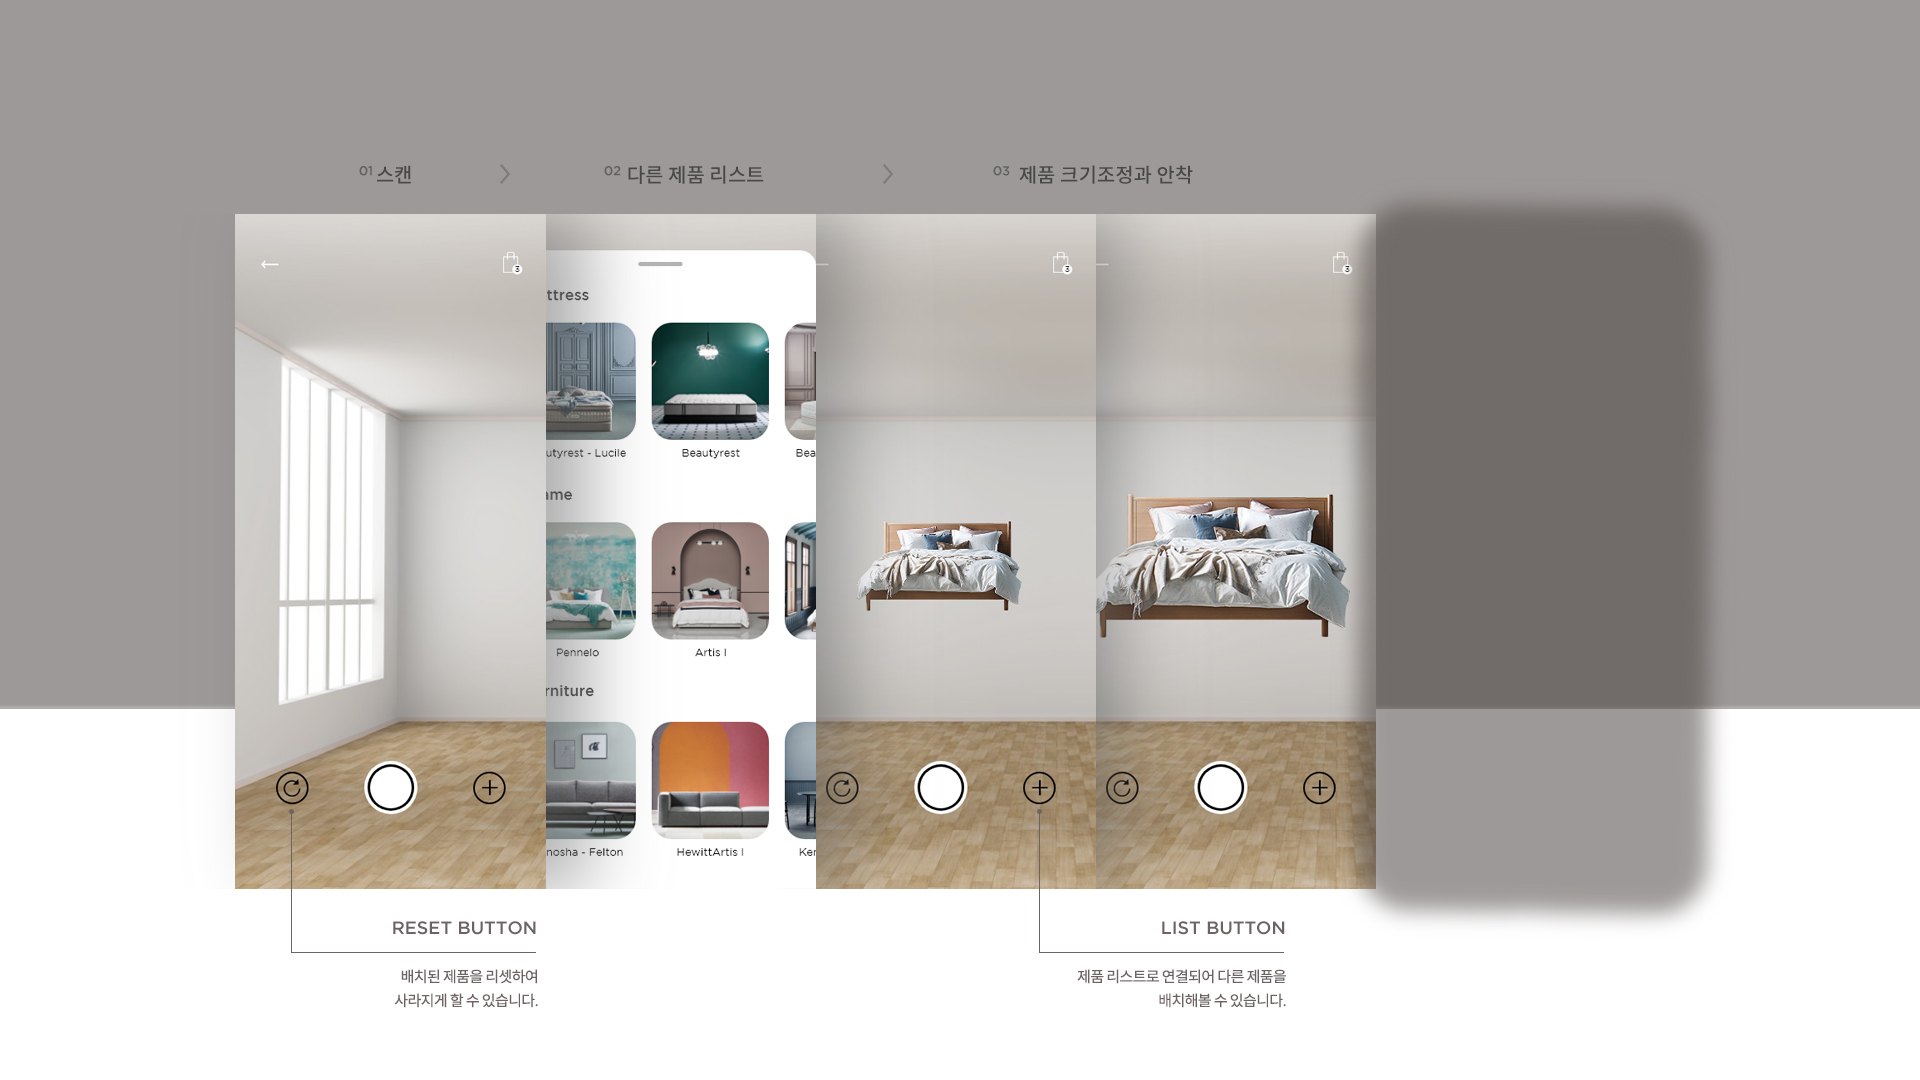 01 스캔
02 다른 제품 리스트
03 제품 크기조정과 안착
3
3
3
ttress
utyrest - Lucile
Beautyrest
Bea
ame
Pennelo
Artis I
rniture
nosha - Felton
HewittArtis I
Ker
RESET BUTTON
배치된 제품을 리셋하여
사라지게 할 수 있습니다.
LIST BUTTON
제품 리스트로 연결되어 다른 제품을
배치해볼 수 있습니다.